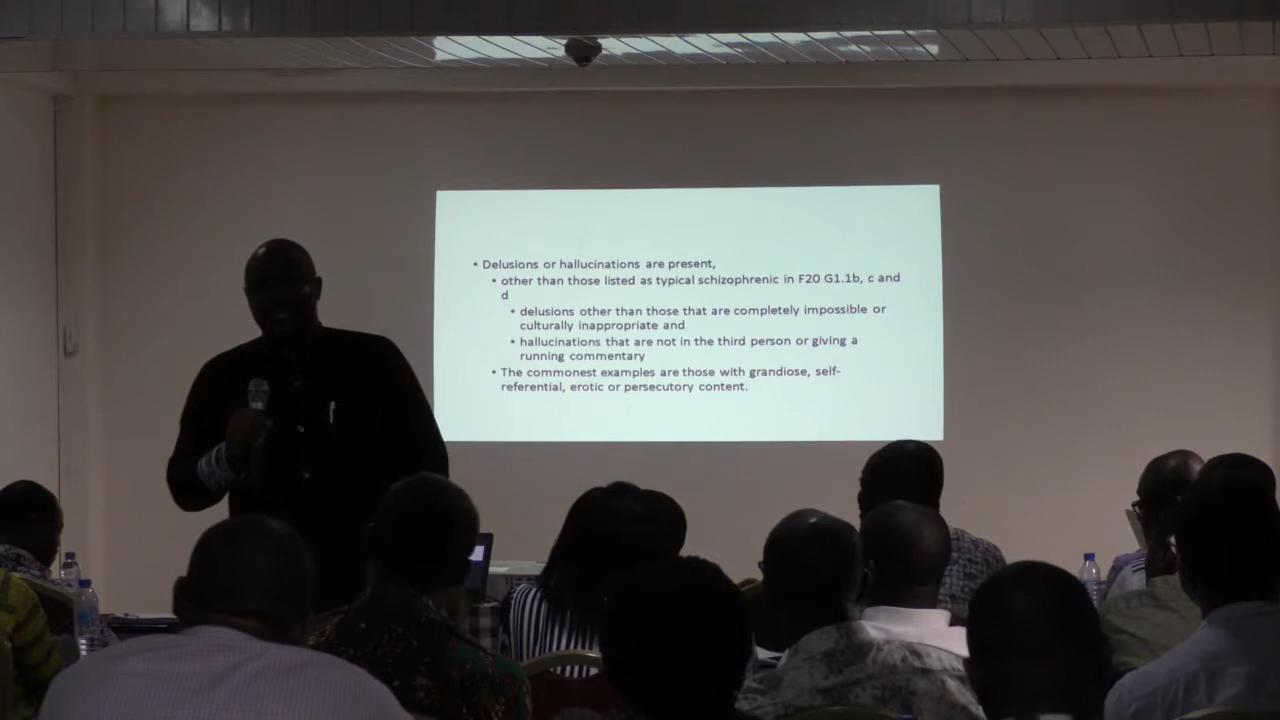 • Delusions or hallucinations are present,
• other than those listed as typical schizophrenic in F20 G1.1b, c and
d
• delusions other than those that are completely impossible or
culturally inappropriate and
• hallucinations that are not in the third person or giving a
running commentary
• The commonest examples are those with grandiose, self-
referential, erotic or persecutory content.